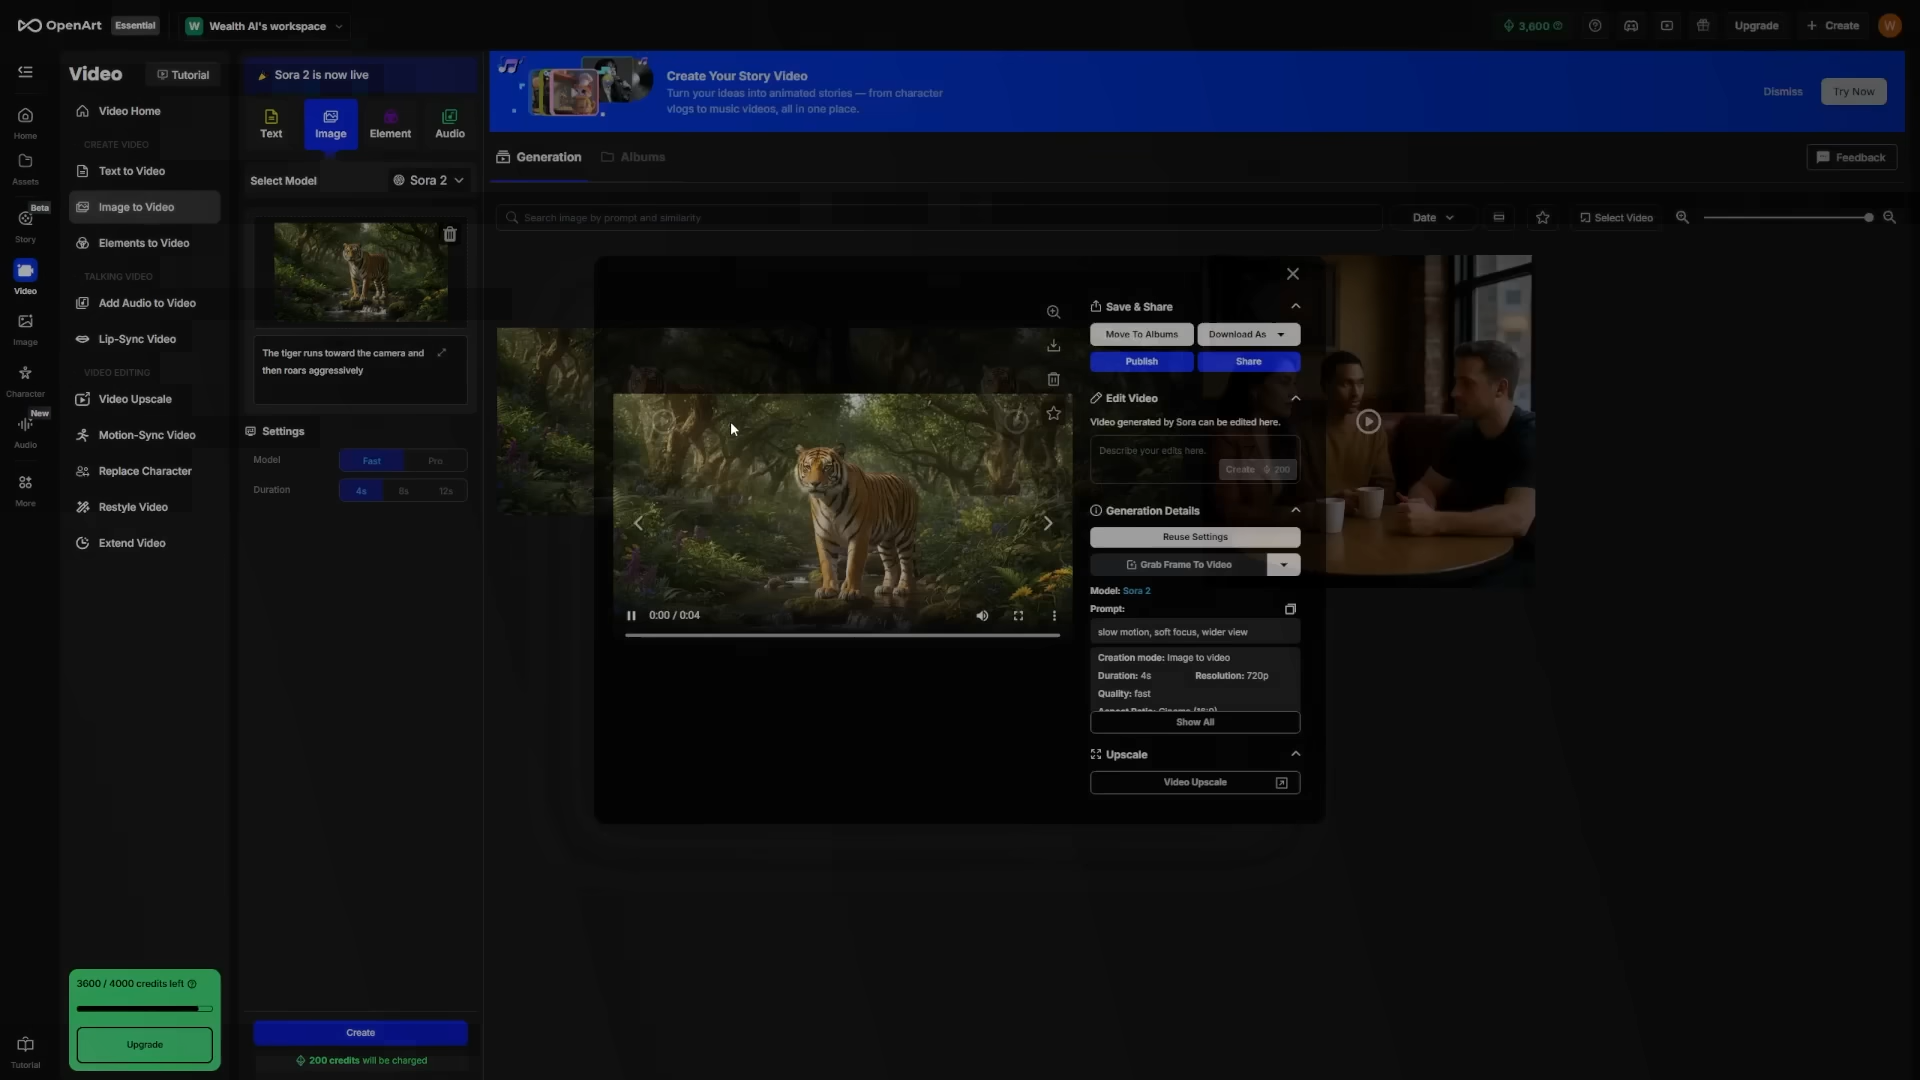 OpenArt
Essential
W
Wealth AI's workspace
3,600
Upgrade
+ Create
W
Home
Assets
Beta
Story
Video
Image
Character
New
Audio
More
Tutorial
Video
Tutorial
Video Home
CREATE VIDEO
Text to Video
Image to Video
Elements to Video
TALKING VIDEO
Add Audio to Video
Lip-Sync Video
VIDEO EDITING
Video Upscale
Motion-Sync Video
Replace Character
Restyle Video
Extend Video
3600 / 4000 credits left
Upgrade
Sora 2 is now live
Text
Image
Element
Audio
Select Model
Sora 2
The tiger runs toward the camera and
then roars aggressively
Settings
Model
Fast
Pro
Duration
4s
8s
12s
Create
200 credits will be charged
Create Your Story Video
Turn your ideas into animated stories — from character
vlogs to music videos, all in one place.
Dismiss
Try Now
Generation
Albums
Feedback
Search image by prompt and similarity
Date
Select Video
0:00 / 0:04
Save & Share
Move To Albums
Download As
Publish
Share
Edit Video
Video generated by Sora can be edited here.
Describe your edits here.
Create 200
Generation Details
Reuse Settings
Grab Frame To Video
Model: Sora 2
Prompt:
slow motion, soft focus, wider view
Creation mode: Image to video
Duration: 4s
Resolution: 720p
Quality: fast
Aspect Ratio: Cinema (16:9)
Show All
Upscale
Video Upscale